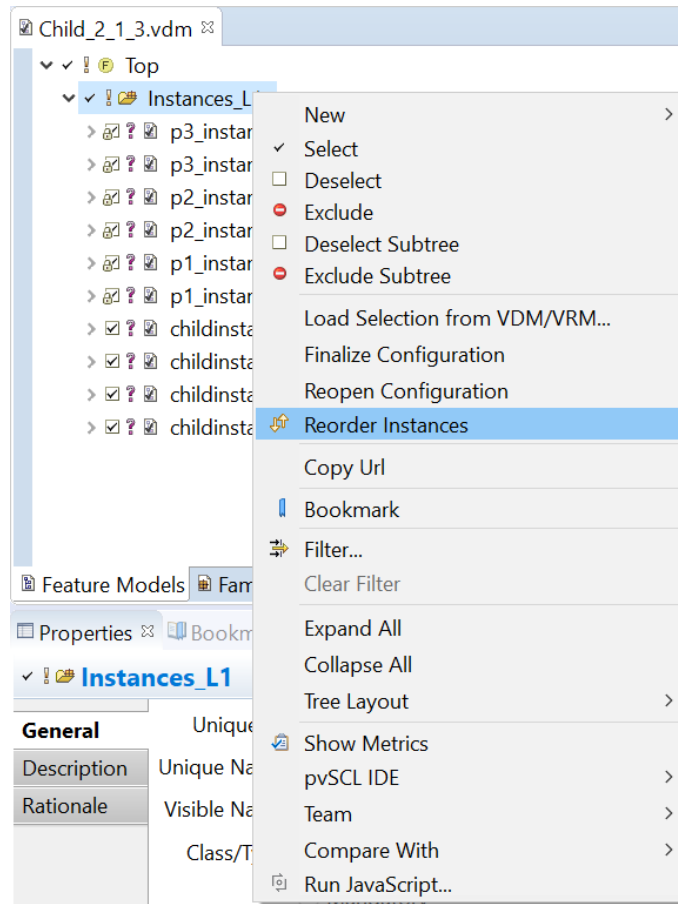 Child_2_1_3.vdm
Top
Instances_L1
p3_instar
p3_instar
p2_instar
p2_instar
p1_instar
p1_instar
childinsta
childinsta
childinsta
childinsta
New
Select
Deselect
Exclude
Deselect Subtree
Exclude Subtree
Load Selection from VDM/VRM...
Finalize Configuration
Reopen Configuration
Reorder Instances
Copy Url
Bookmark
Filter...
Clear Filter
Expand All
Collapse All
Tree Layout
Show Metrics
pvSCL IDE
Team
Compare With
Run JavaScript...
Feature Models Fam
Properties Bookm
Instances_L1
General
Description
Rationale
Unique
Unique Na
Visible Na
Class/T